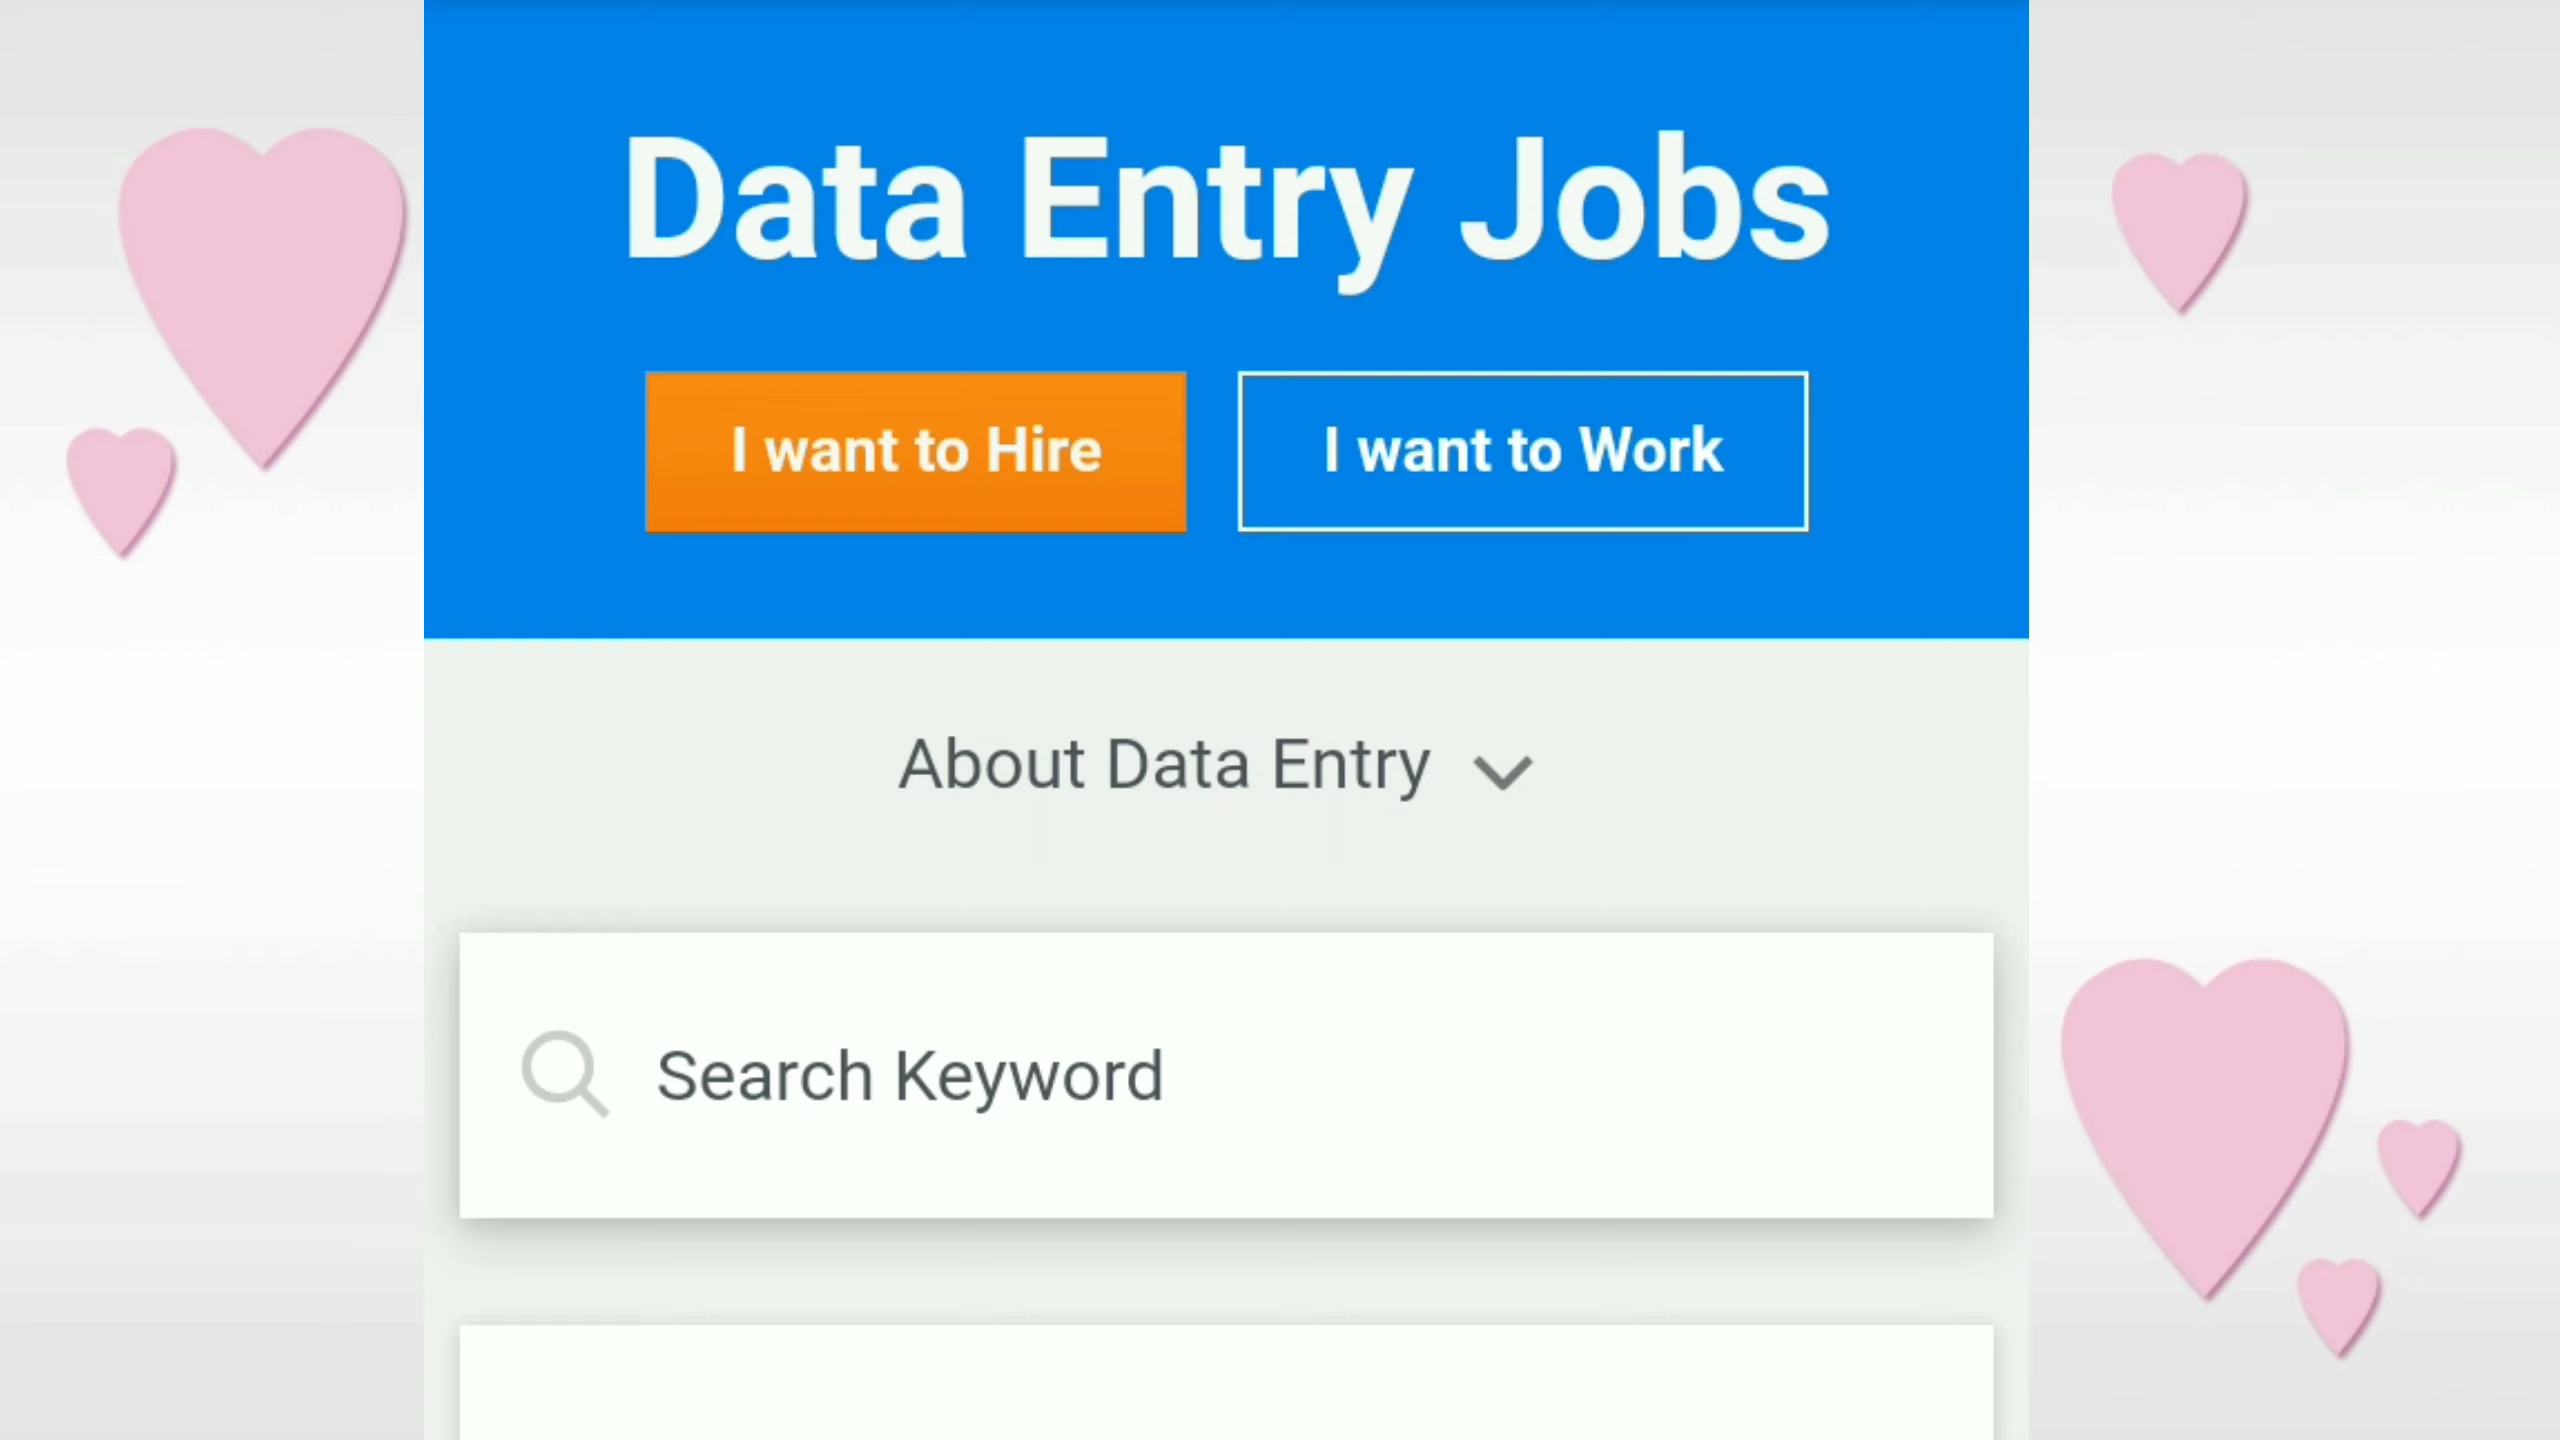 Data Entry Jobs
I want to Hire
I want to Work
About Data Entry
Search Keyword